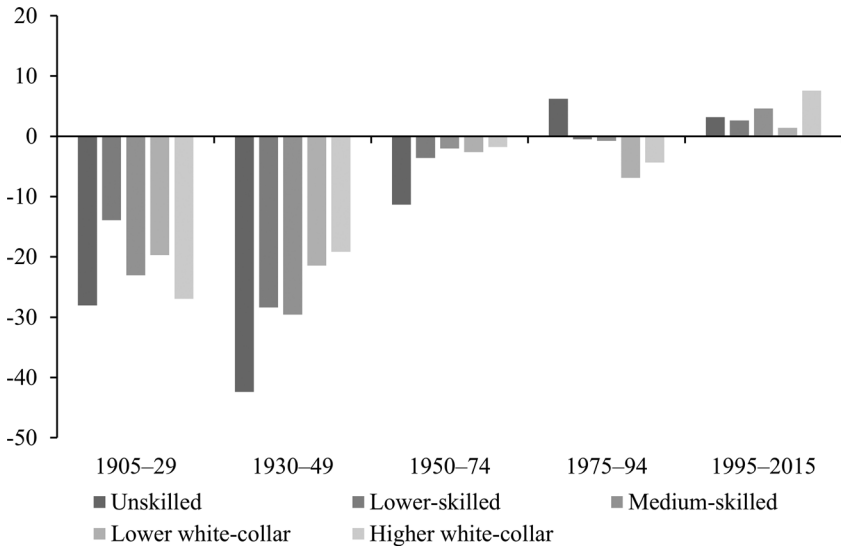 20
10
0
-10
-20
-30
-40
-50
1905–29 1930–49 1950–74 1975–94 1995–2015
Unskilled Lower-skilled Medium-skilled
Lower white-collar Higher white-collar